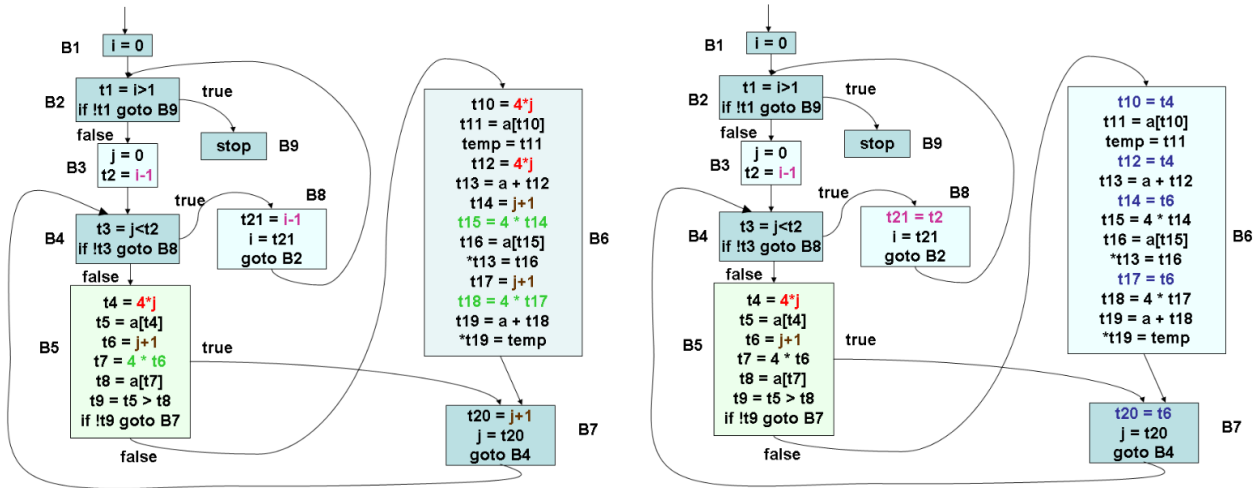 B1
i = 0
B2
t1 = i>1
if !t1 goto B9
true
false
stop
B9
B3
j = 0
t2 = i-1
true
B8
B4
t3 = j<t2
if !t3 goto B8
t21 = i-1
i = t21
goto B2
false
B5
t4 = 4*j
t5 = a[t4]
t6 = j+1
t7 = 4 * t6
t8 = a[t7]
t9 = t5 > t8
if !t9 goto B7
true
false
t10 = 4*j
t11 = a[t10]
temp = t11
t12 = 4*j
t13 = a + t12
t14 = j+1
t15 = 4 * t14
t16 = a[t15]
*t13 = t16
t17 = j+1
t18 = 4 * t17
t19 = a + t18
*t19 = temp
B6
t20 = j+1
j = t20
goto B4
B7
B1
i = 0
B2
t1 = i>1
if !t1 goto B9
true
false
stop
B9
B3
j = 0
t2 = i-1
true
B8
B4
t3 = j<t2
if !t3 goto B8
t21 = t2
i = t21
goto B2
false
B5
t4 = 4*j
t5 = a[t4]
t6 = j+1
t7 = 4 * t6
t8 = a[t7]
t9 = t5 > t8
if !t9 goto B7
true
false
t10 = t4
t11 = a[t10]
temp = t11
t12 = t4
t13 = a + t12
t14 = t6
t15 = 4 * t14
t16 = a[t15]
*t13 = t16
t17 = t6
t18 = 4 * t17
t19 = a + t18
*t19 = temp
B6
t20 = t6
j = t20
goto B4
B7